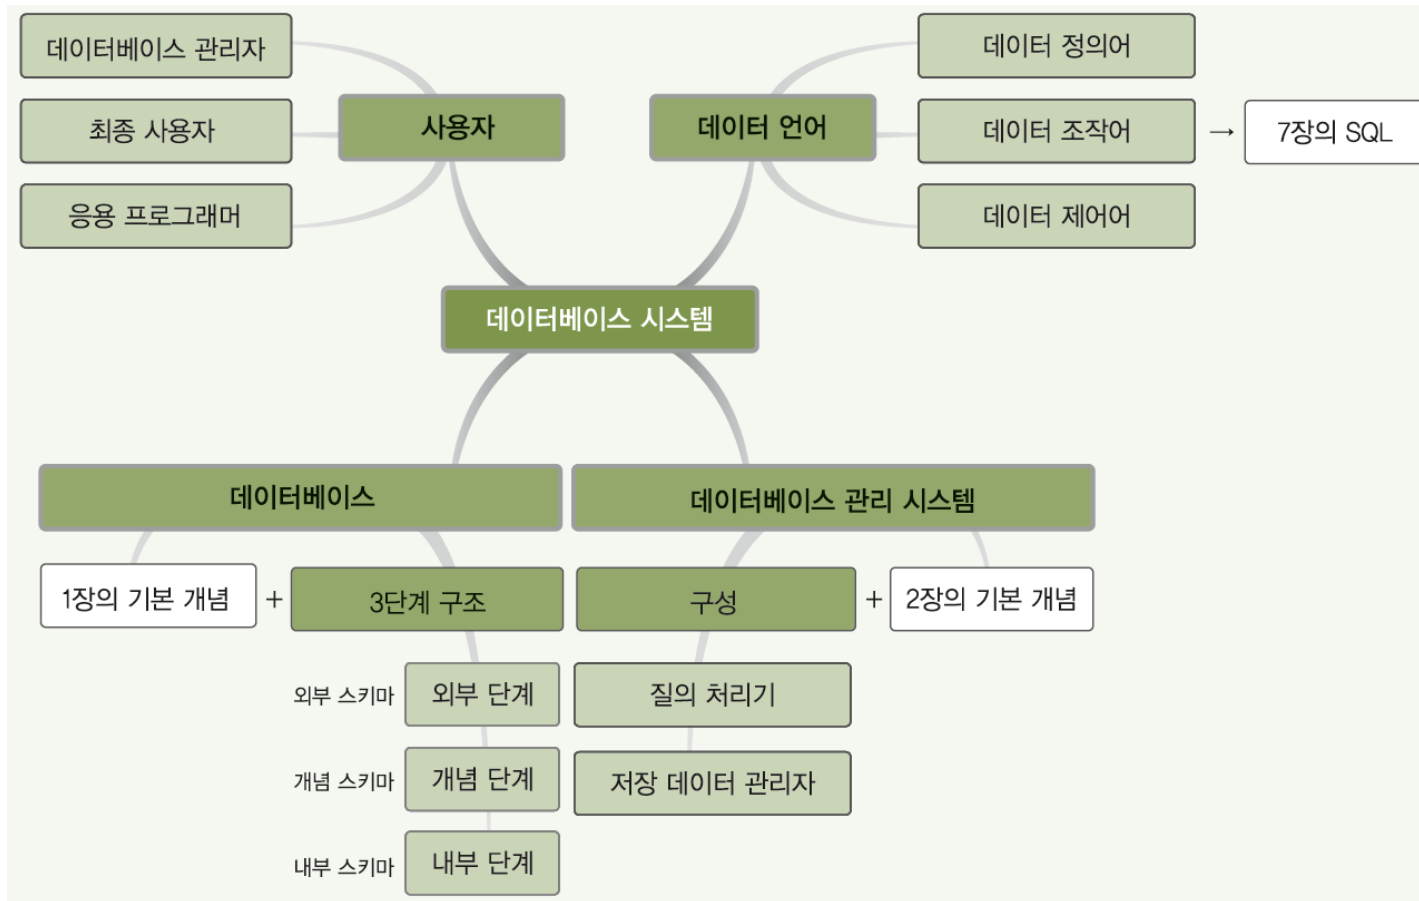 데이터베이스 관리자
최종 사용자
응용 프로그래머
사용자
데이터 언어
데이터 정의어
데이터 조작어
데이터 제어어
→ 7장의 SQL
데이터베이스 시스템
데이터베이스
데이터베이스 관리 시스템
1장의 기본 개념 + 3단계 구조
구성 + 2장의 기본 개념
외부 스키마 외부 단계
개념 스키마 개념 단계
내부 스키마 내부 단계
질의 처리기
저장 데이터 관리자